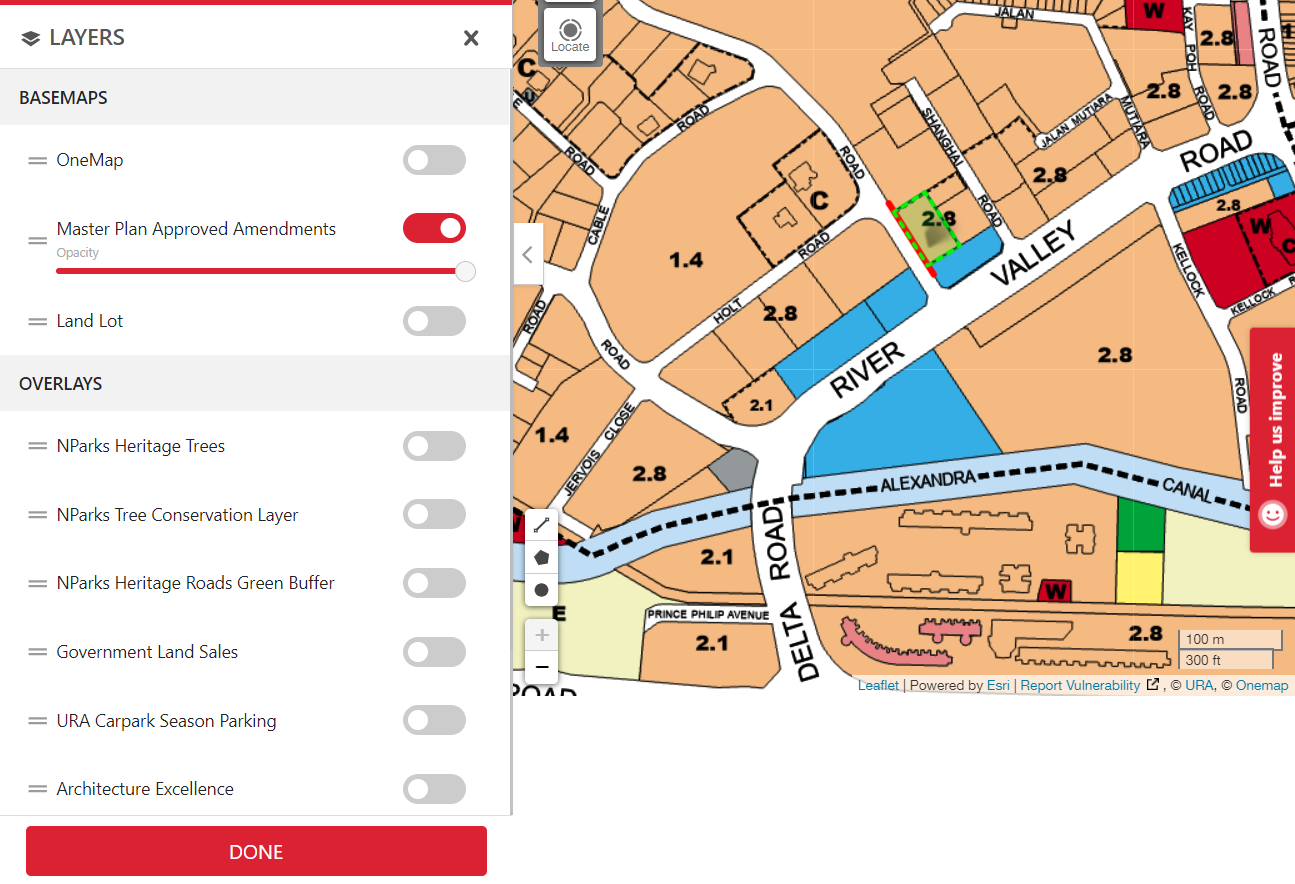 LAYERS
BASEMAPS
OneMap
Master Plan Approved Amendments
Opacity
Land Lot
OVERLAYS
NParks Heritage Trees
NParks Tree Conservation Layer
NParks Heritage Roads Green Buffer
Government Land Sales
URA Carpark Season Parking
Architecture Excellence
DONE
Locate
JALAN
W
KAY POH ROAD
2.8
ROAD
C
2.8
2.8
ROAD
SHANGHAI
ROAD
JALAN MUTIARA
MUTIARA
ROAD
ROAD
ROAD
2.8
C
2.8
2.8
W
C
CABLE
ROAD
ROAD
VALLEY
KELLOCK
KELLOCK
1.4
HOLT
2.8
ROAD
ROAD
RIVER
2.8
ROAD
2.1
1.4
JERVOIS CLOSE
2.8
ALEXANDRA
CANAL
2.1
DELTA ROAD
W
E
PRINCE PHILIP AVENUE
2.1
2.8
ROAD
Help us improve
+
−
100 m
300 ft
Leaflet | Powered by Esri | Report Vulnerability , © URA, © Onemap